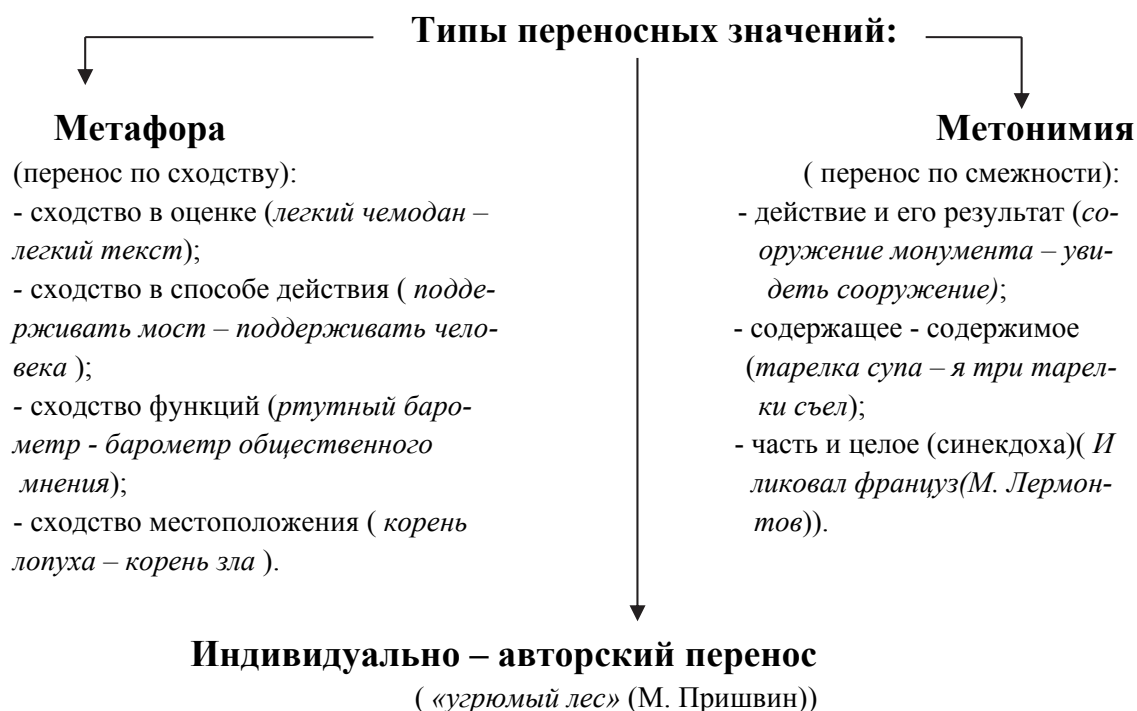 Типы переносных значений:
Метафора
(перенос по сходству):
- сходство в оценке (легкий чемодан –
легкий текст);
- сходство в способе действия ( подде-
рживать мост – поддерживать чело-
века );
- сходство функций (ртутный баро-
метр - барометр общественного
мнения);
- сходство местоположения ( корень
лопуха – корень зла ).
Метонимия
( перенос по смежности):
- действие и его результат (со-
оружение монумента – уви-
деть сооружение);
- содержащее - содержимое
(тарелка супа – я три тарел-
ки съел);
- часть и целое (синекдоха)( И
ликовал француз(М. Лермон-
тов)).
Индивидуально – авторский перенос
( «угрюмый лес» (М. Пришвин))